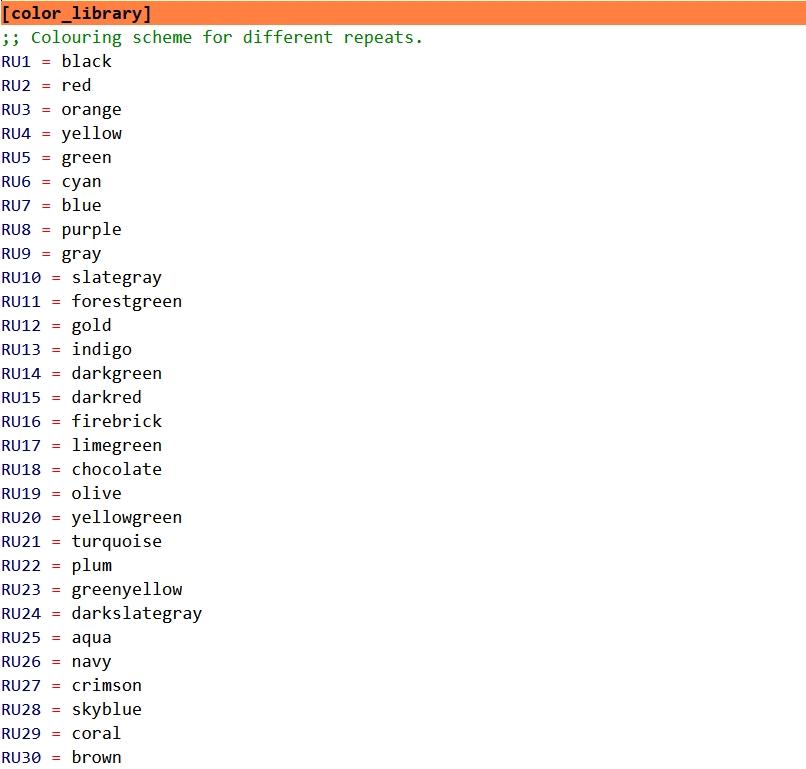 [color_library]
;; Colouring scheme for different repeats.
RU1 = black
RU2 = red
RU3 = orange
RU4 = yellow
RU5 = green
RU6 = cyan
RU7 = blue
RU8 = purple
RU9 = gray
RU10 = slategray
RU11 = forestgreen
RU12 = gold
RU13 = indigo
RU14 = darkgreen
RU15 = darkred
RU16 = firebrick
RU17 = limegreen
RU18 = chocolate
RU19 = olive
RU20 = yellowgreen
RU21 = turquoise
RU22 = plum
RU23 = greenyellow
RU24 = darkslategray
RU25 = aqua
RU26 = navy
RU27 = crimson
RU28 = skyblue
RU29 = coral
RU30 = brown